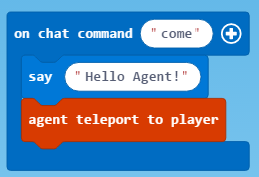 on chat command "come"
say "Hello Agent!"
agent teleport to player